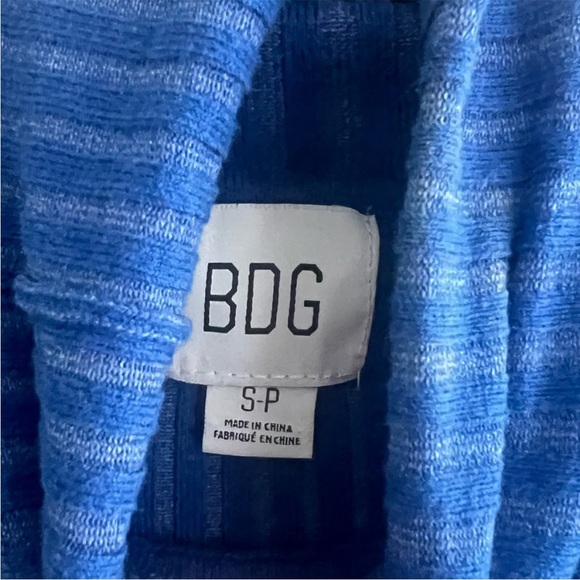 BDG
S-P
MADE IN CHINA
FABRIQUÉ EN CHINE